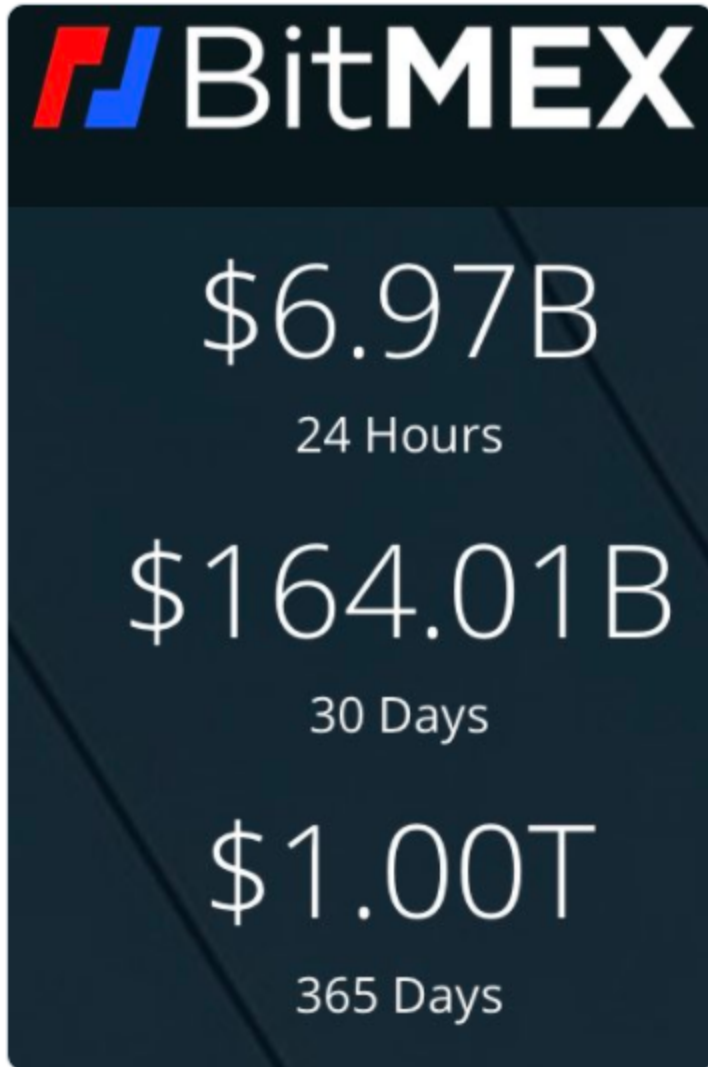 BitMEX
$6.97B
24 Hours
$164.01B
30 Days
$1.00T
365 Days